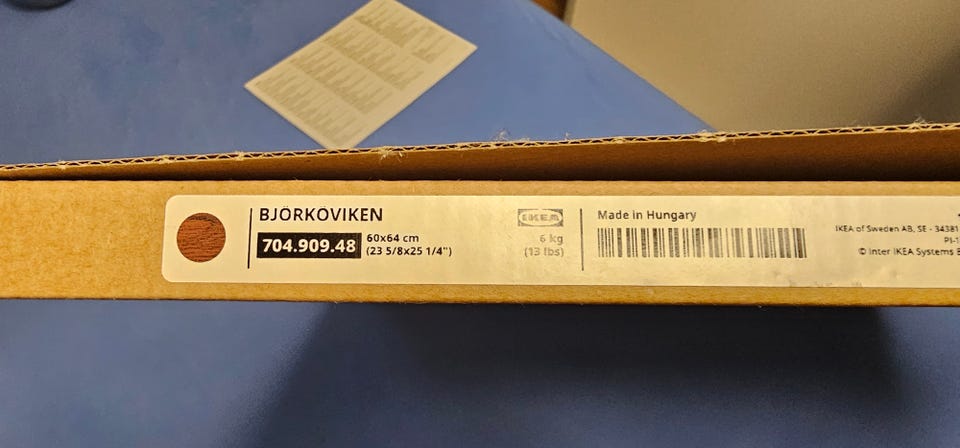 BJÖRKÖVIKEN
704.909.48
60x64 cm
(23 5/8x25 1/4")
IKEA
6 kg
(13 lbs)
Made in Hungary
IKEA of Sweden AB, SE - 34381
© Inter IKEA Systems